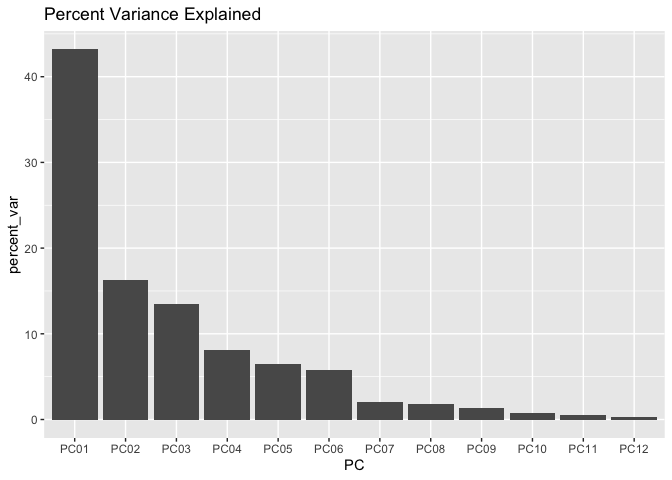 Percent Variance Explained
percent_var
40
30
20
10
0
PC01 PC02 PC03 PC04 PC05 PC06 PC07 PC08 PC09 PC10 PC11 PC12
PC